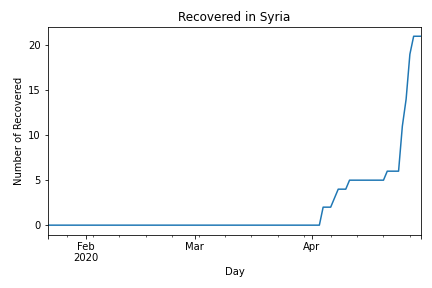 Recovered in Syria
Number of Recovered
20
15
10
5
0
Feb
2020
Mar
Apr
Day